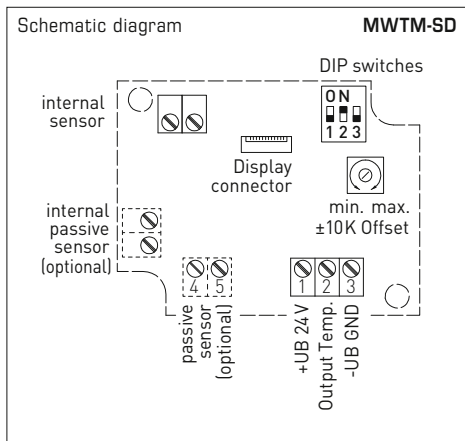 Schematic diagram MWTM-SD
DIP switches
ON
1 2 3
internal
sensor
Display
connector
min. max.
±10K Offset
internal
passive
sensor
(optional)
4 5
1 2 3
passive
sensor
(optional)
+UB 24 V
Output Temp.
-UB GND